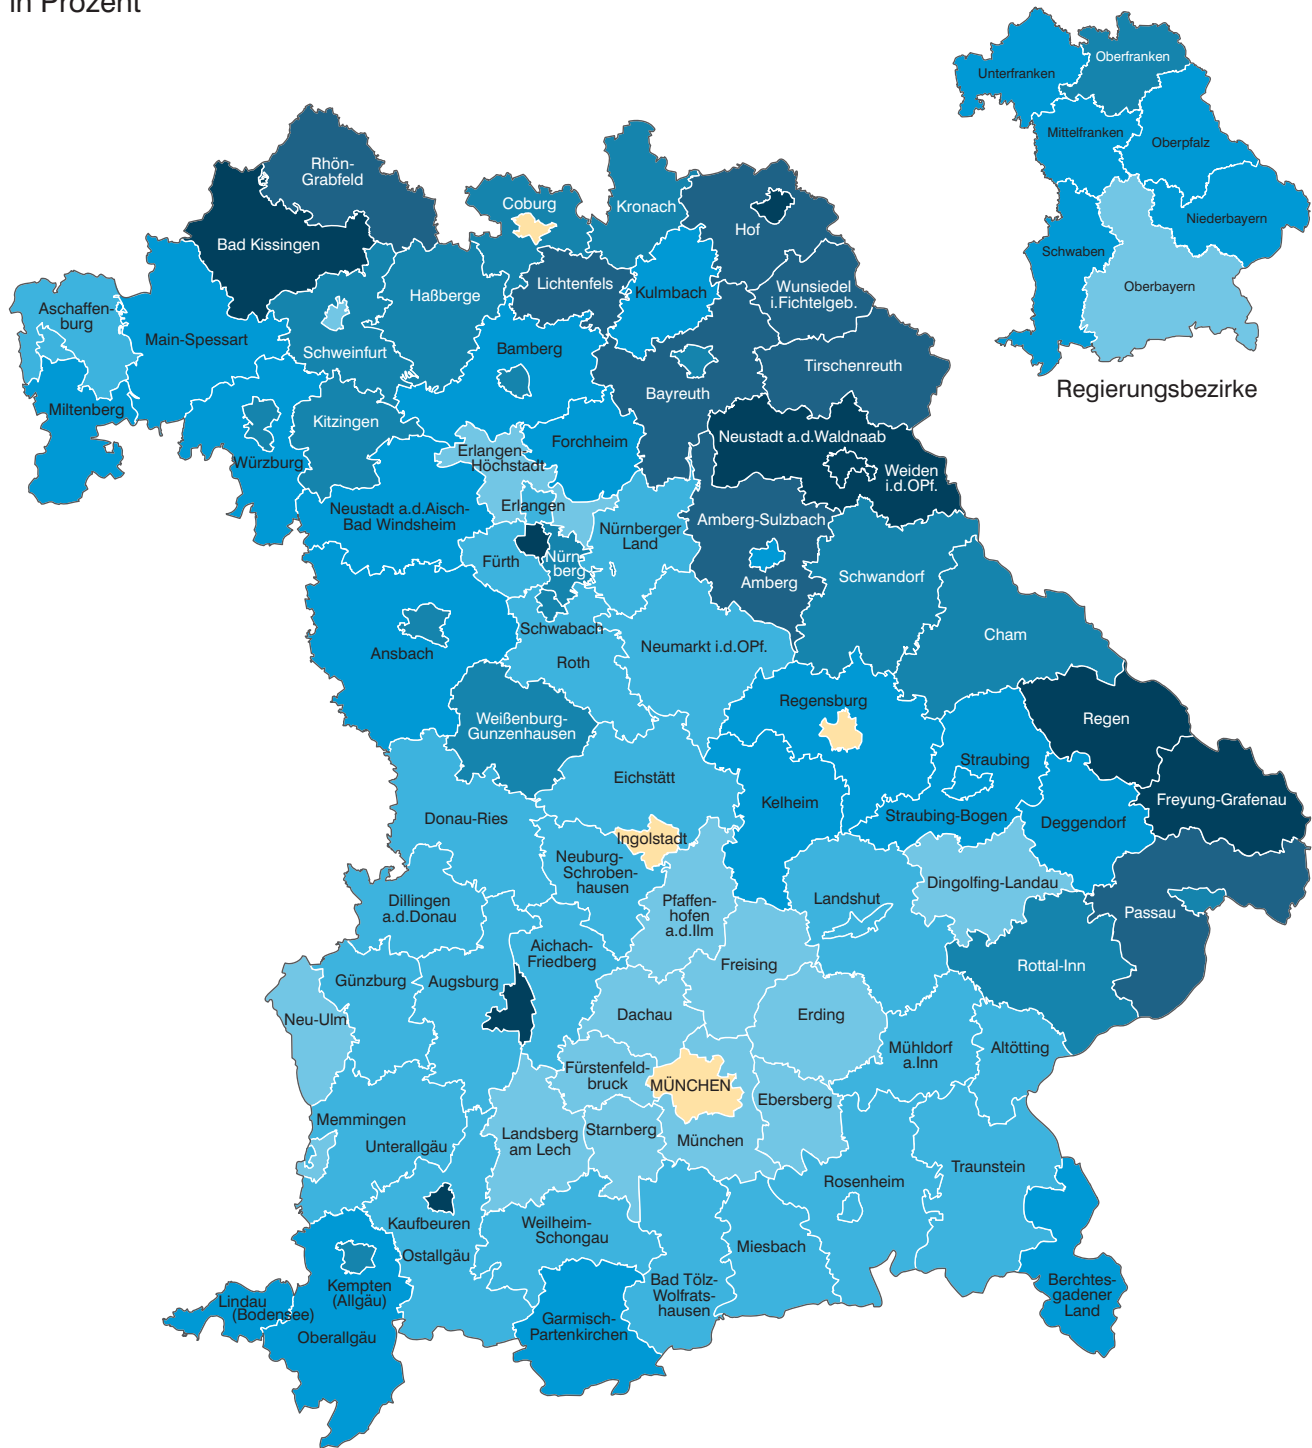 in Prozent
Unterfranken
Oberfranken
Mittelfranken
Oberpfalz
Niederbayern
Schwaben
Oberbayern
Regierungsbezirke
Rhön-
Grabfeld
Bad Kissingen
Coburg
Kronach
Hof
Lichtenfels
Kulmbach
Wunsiedel
i.Fichtelgeb.
Haßberge
Aschaffen-
burg
Main-Spessart
Schweinfurt
Bamberg
Tirschenreuth
Bayreuth
Miltenberg
Kitzingen
Würzburg
Forchheim
Erlangen-
Höchstadt
Neustadt a.d.Waldnaab
Weiden
i.d.OPf.
Neustadt a.d.Aisch-
Bad Windsheim
Erlangen
Nürnberger
Land
Amberg-Sulzbach
Fürth
Nürn-
berg
Amberg
Schwandorf
Cham
Ansbach
Schwabach
Roth
Neumarkt i.d.OPf.
Weißenburg-
Gunzenhausen
Regensburg
Regen
Straubing
Eichstätt
Kelheim
Freyung-Grafenau
Donau-Ries
Straubing-Bogen
Deggendorf
Ingolstadt
Neuburg-
Schroben-
hausen
Dingolfing-Landau
Dillingen
a.d.Donau
Pfaffen-
hofen
a.d.Ilm
Landshut
Passau
Aichach-
Friedberg
Freising
Rottal-Inn
Günzburg
Augsburg
Neu-Ulm
Dachau
Erding
Mühldorf
a.Inn
Altötting
Fürstenfeld-
bruck
MÜNCHEN
Ebersberg
Memmingen
Unterallgäu
Landsberg
am Lech
Starnberg
München
Traunstein
Rosenheim
Kaufbeuren
Weilheim-
Schongau
Miesbach
Ostallgäu
Kempten
(Allgäu)
Bad Tölz-
Wolfrats-
hausen
Berchtes-
gadener
Land
Lindau
(Bodensee)
Oberallgäu
Garmisch-
Partenkirchen